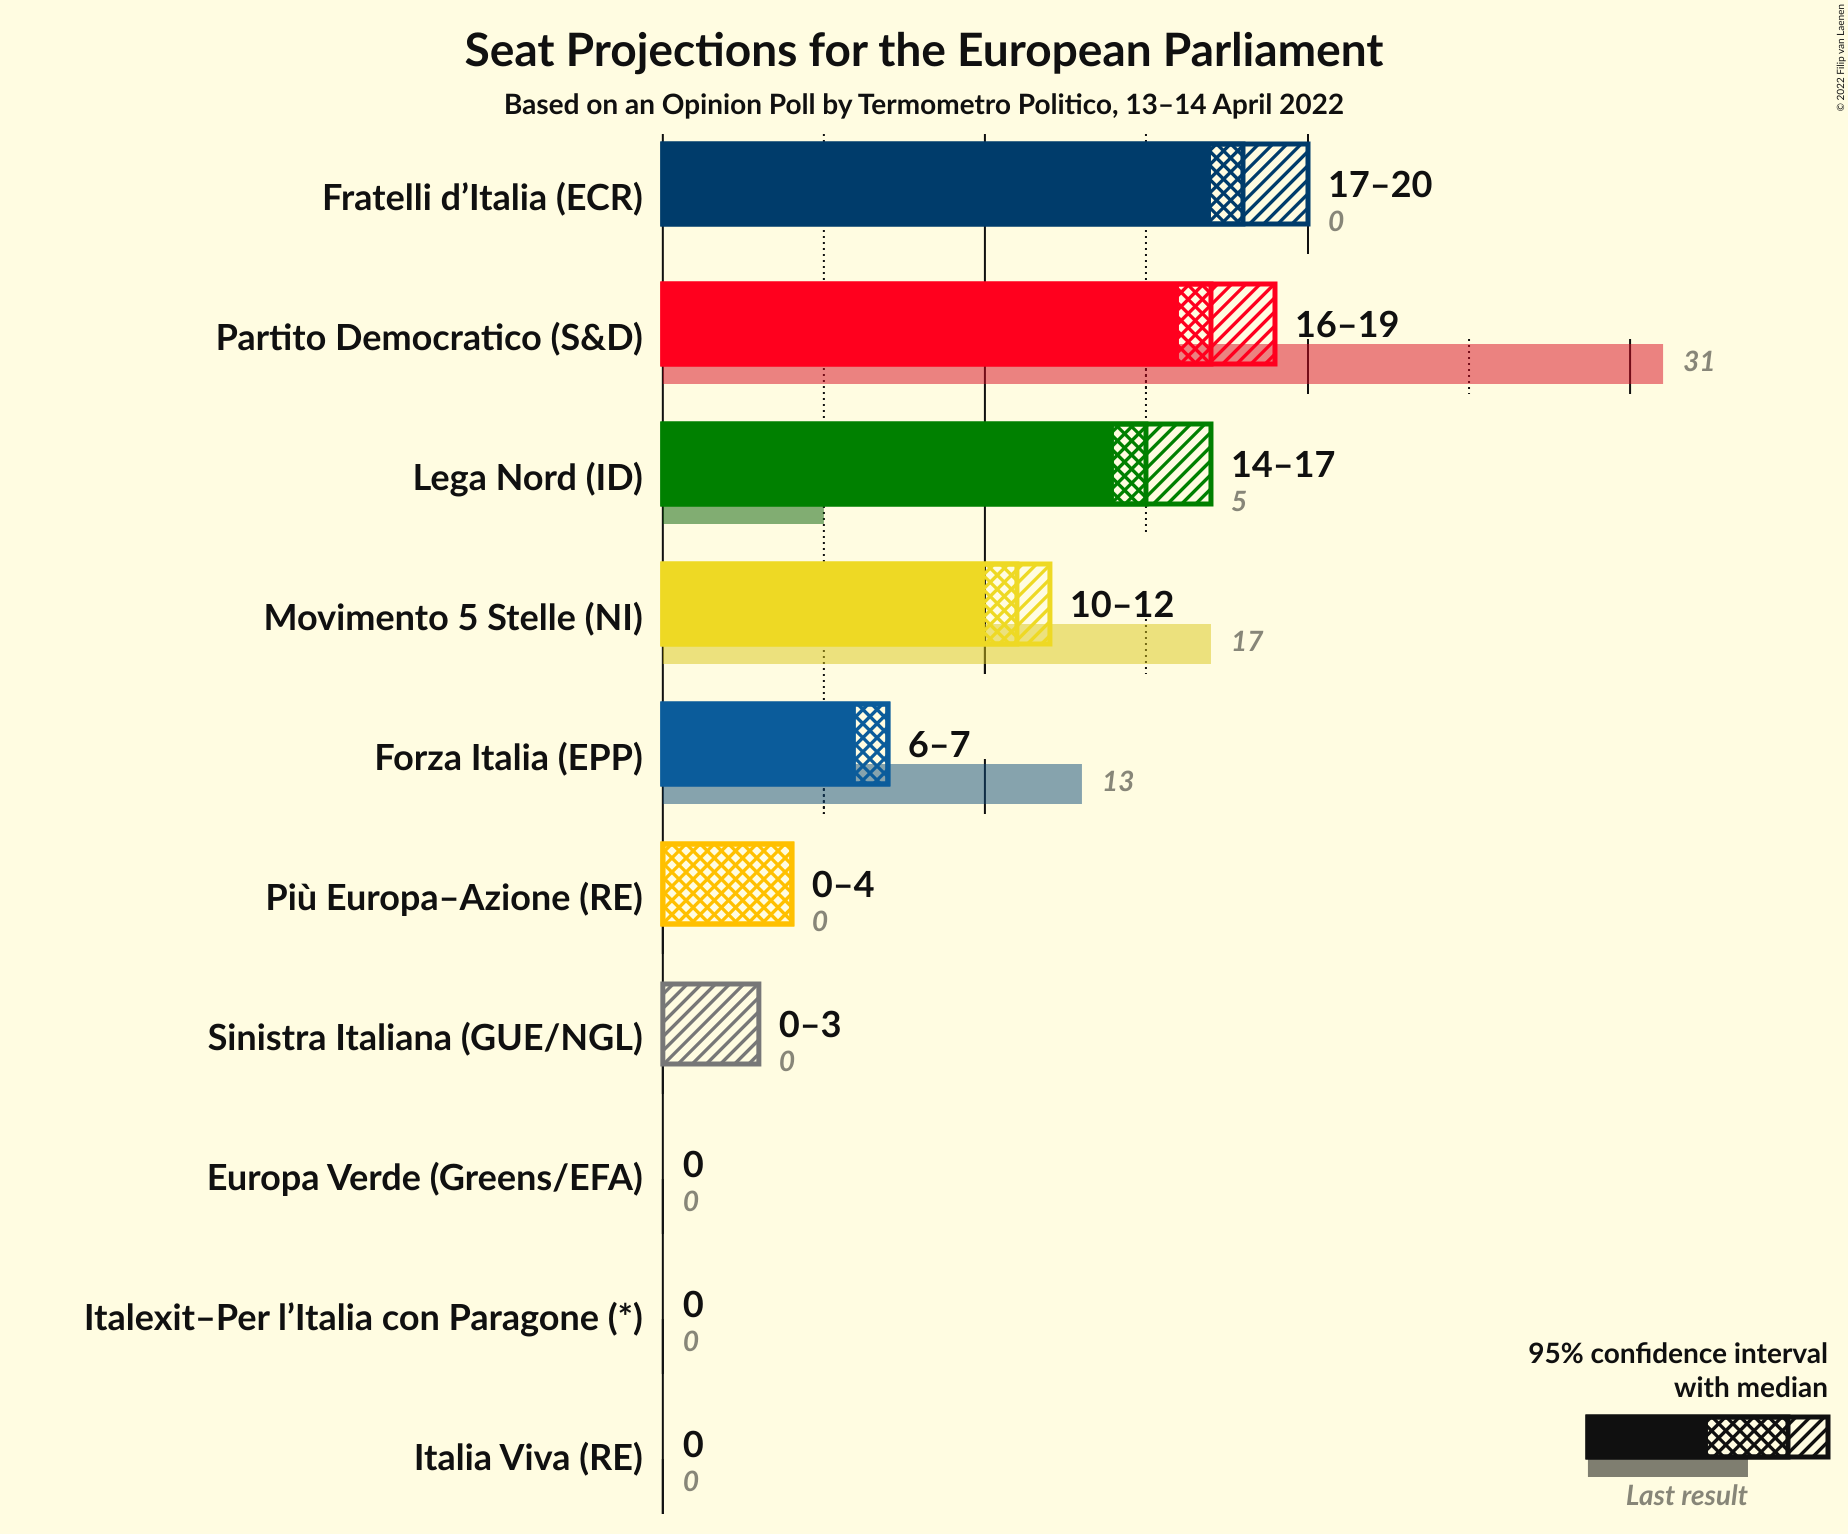 Seat Projections for the European Parliament
Based on an Opinion Poll by Termometro Politico, 13–14 April 2022
© 2022 Filip van Laenen
Fratelli d’Italia (ECR)
17–20
0
Partito Democratico (S&D)
16–19
31
Lega Nord (ID)
14–17
5
Movimento 5 Stelle (NI)
10–12
17
Forza Italia (EPP)
6–7
13
Più Europa–Azione (RE)
0–4
0
Sinistra Italiana (GUE/NGL)
0–3
0
Europa Verde (Greens/EFA)
0
0
Italexit–Per l’Italia con Paragone (*)
0
0
Italia Viva (RE)
0
0
95% confidence interval
with median
Last result